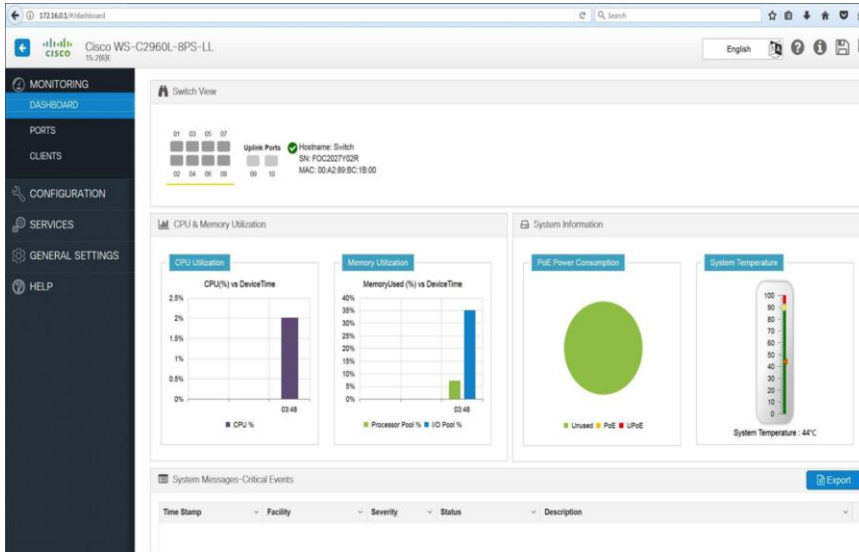 172.16.0.1/#/dashboard
Search
cisco
Cisco WS-C2960L-8PS-LL
15.2(6)E
English
MONITORING
DASHBOARD
PORTS
CLIENTS
CONFIGURATION
SERVICES
GENERAL SETTINGS
HELP
Switch View
01 03 05 07
02 04 06 08
Uplink Ports
09 10
Hostname: Switch
SN: FOC2027Y02R
MAC: 00:A2:89:BC:1B:00
CPU & Memory Utilization
CPU Utilization
CPU(%) vs DeviceTime
2.5%
2%
1.5%
1%
0.5%
0%
03:48
CPU %
Memory Utilization
MemoryUsed (%) vs DeviceTime
40%
35%
30%
25%
20%
15%
10%
5%
0%
03:48
Processor Pool % I/O Pool %
System Information
PoE Power Consumption
Unused PoE UPoE
System Temperature
100
90
80
70
60
50
40
30
20
10
0
System Temperature : 44°C
System Messages-Critical Events
Export
Time Stamp Facility Severity Status Description